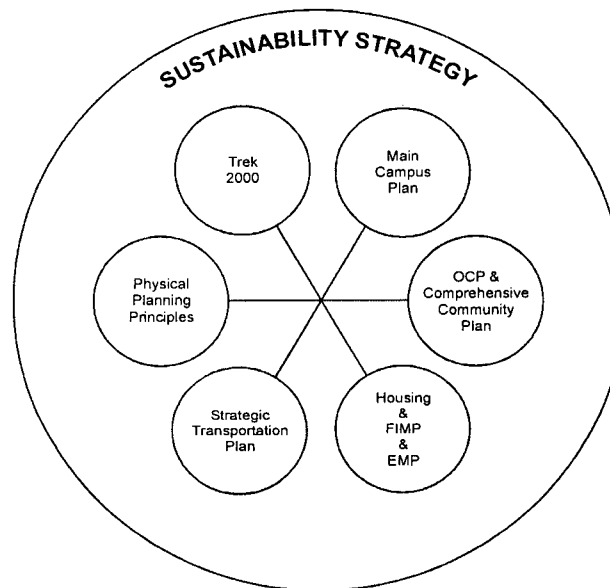 SUSTAINABILITY STRATEGY
Trek
2000
Main
Campus
Plan
Physical
Planning
Principles
OCP &
Comprehensive
Community
Plan
Strategic
Transportation
Plan
Housing
&
FIMP
&
EMP